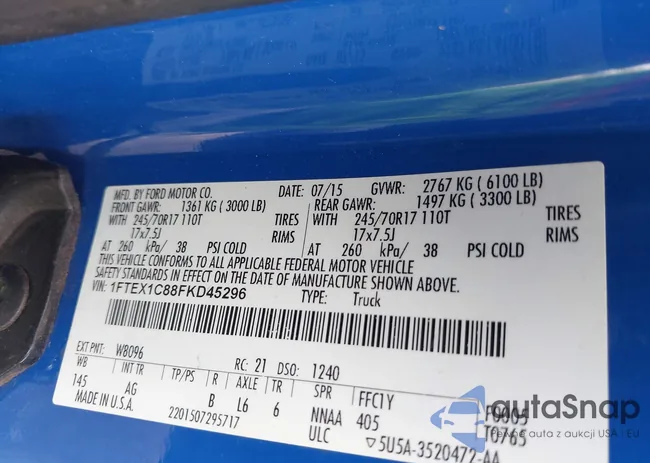 MFD. BY FORD MOTOR CO. DATE: 07/15 GVWR: 2767 KG ( 6100 LB)
FRONT GAWR: 1361 KG ( 3000 LB) REAR GAWR: 1497 KG ( 3300 LB)
WITH 245/70R17 110T TIRES WITH 245/70R17 110T TIRES
17x7.5J RIMS 17x7.5J RIMS
AT 260 kPa/ 38 PSI COLD AT 260 kPa/ 38 PSI COLD
THIS VEHICLE CONFORMS TO ALL APPLICABLE FEDERAL MOTOR VEHICLE
SAFETY STANDARDS IN EFFECT ON THE DATE OF MANUFACTURE SHOWN ABOVE.
VIN: 1FTEX1C88FKD45296 TYPE: Truck
EXT PNT: W8096 RC: 21 DSO: 1240
WB INT TR TP/PS R AXLE TR SPR FFC1Y F9605
145 AG B L6 6 NNAA 405
MADE IN U.S.A. 2201507295717 ULC 5U5A-3520472-AA
autoSnap
z aukcji USA - EU